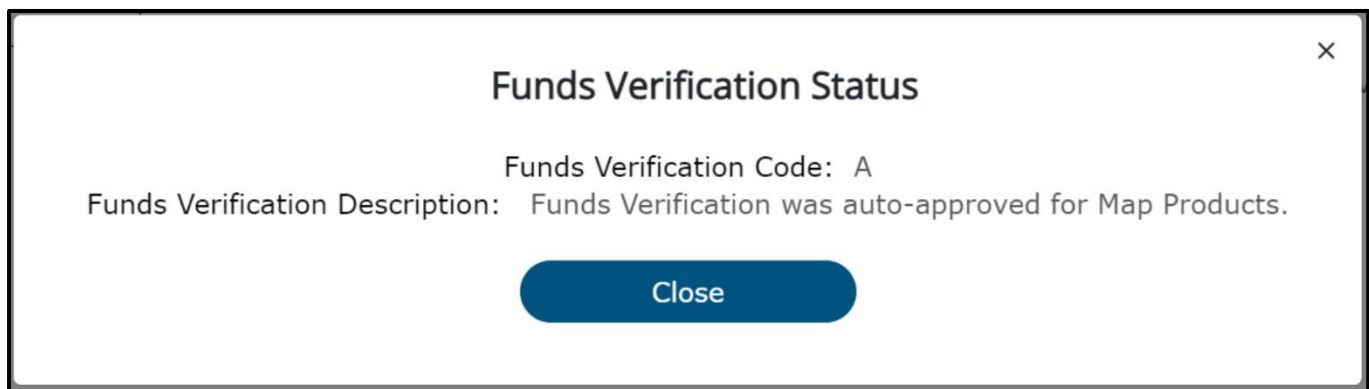 ×
Funds Verification Status
Funds Verification Code: A
Funds Verification Description: Funds Verification was auto-approved for Map Products.
Close